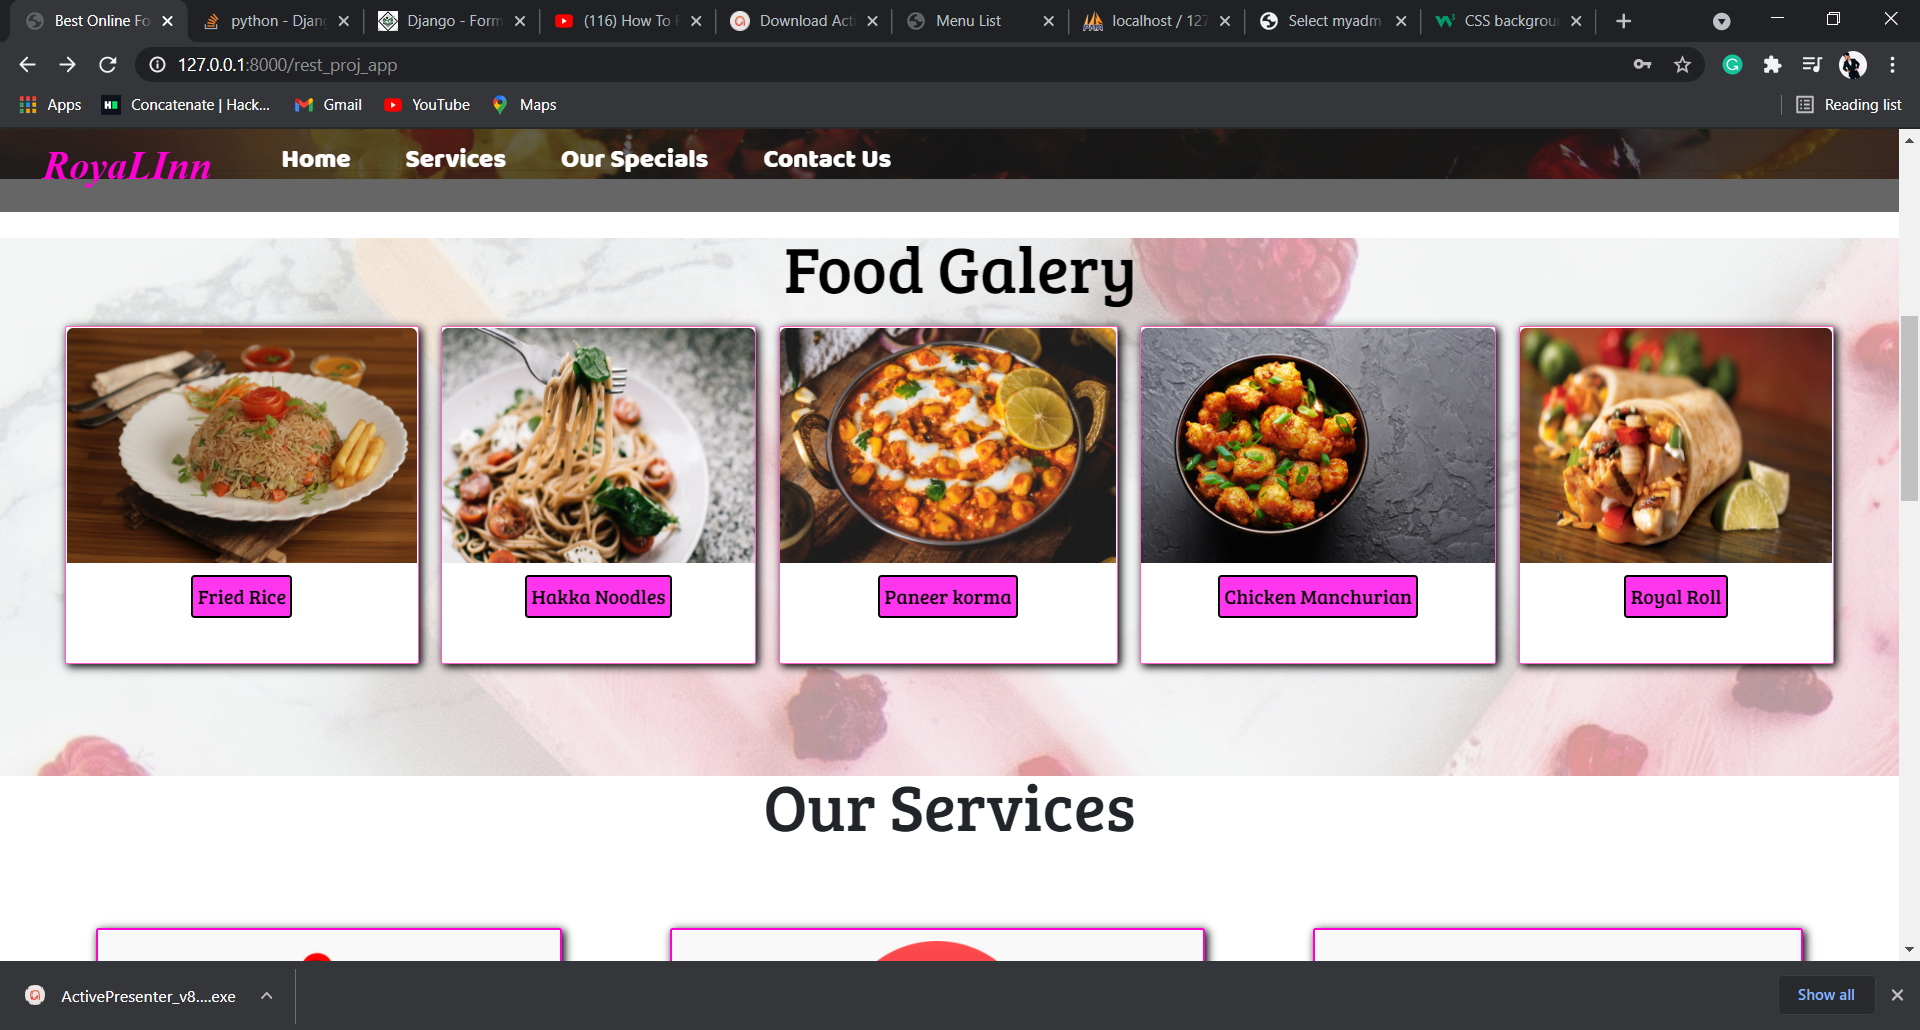 Best Online Fo
python - Djan
Django - Form
(116) How To F
Download Acti
Menu List
localhost / 127
Select myadm
CSS backgroun
127.0.0.1:8000/rest_proj_app
Apps
Concatenate | Hack...
Gmail
YouTube
Maps
Reading list
RoyaLInn
Home
Services
Our Specials
Contact Us
Food Galery
Fried Rice
Hakka Noodles
Paneer korma
Chicken Manchurian
Royal Roll
Our Services
ActivePresenter_v8....exe
Show all